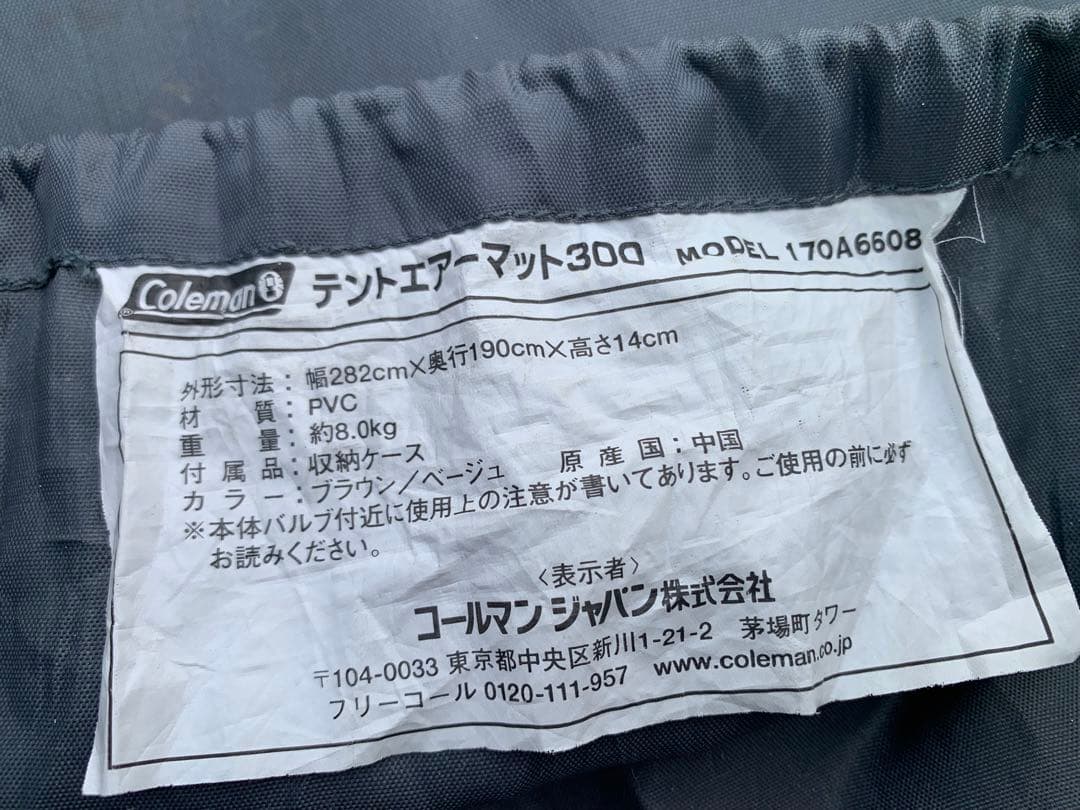 Coleman® テントエアーマット300 MODEL 170A6608
外形寸法：幅282cm×奥行190cm×高さ14cm
材質：PVC
重量：約8.0kg
付属品：収納ケース
カラー：ブラウン／ベージュ 原産国：中国
※本体バルブ付近に使用上の注意が書いてあります。ご使用の前に必ず
お読みください。
〈表示者〉
コールマン ジャパン株式会社
〒104-0033 東京都中央区新川1-21-2 茅場町タワー
フリーコール 0120-111-957 www.coleman.co.jp